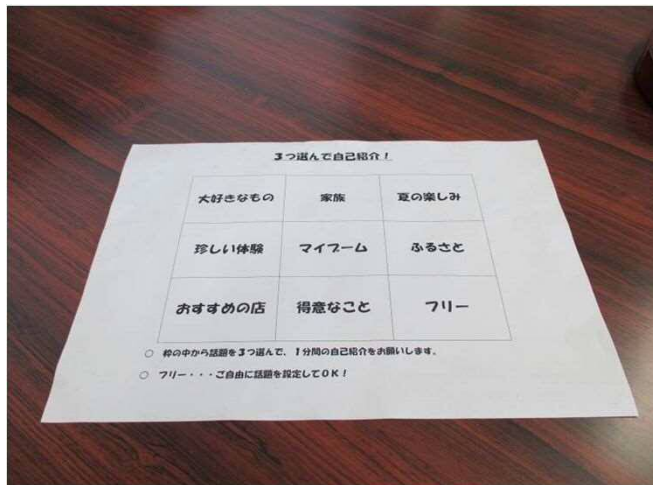 3つ選んで自己紹介！
大好きなもの 家族 夏の楽しみ
珍しい体験 マイブーム ふるさと
おすすめの店 得意なこと フリー
○ 枠の中から話題を3つ選んで、1分間の自己紹介をお願いします。
○ フリー・・・ご自由に話題を設定してOK！